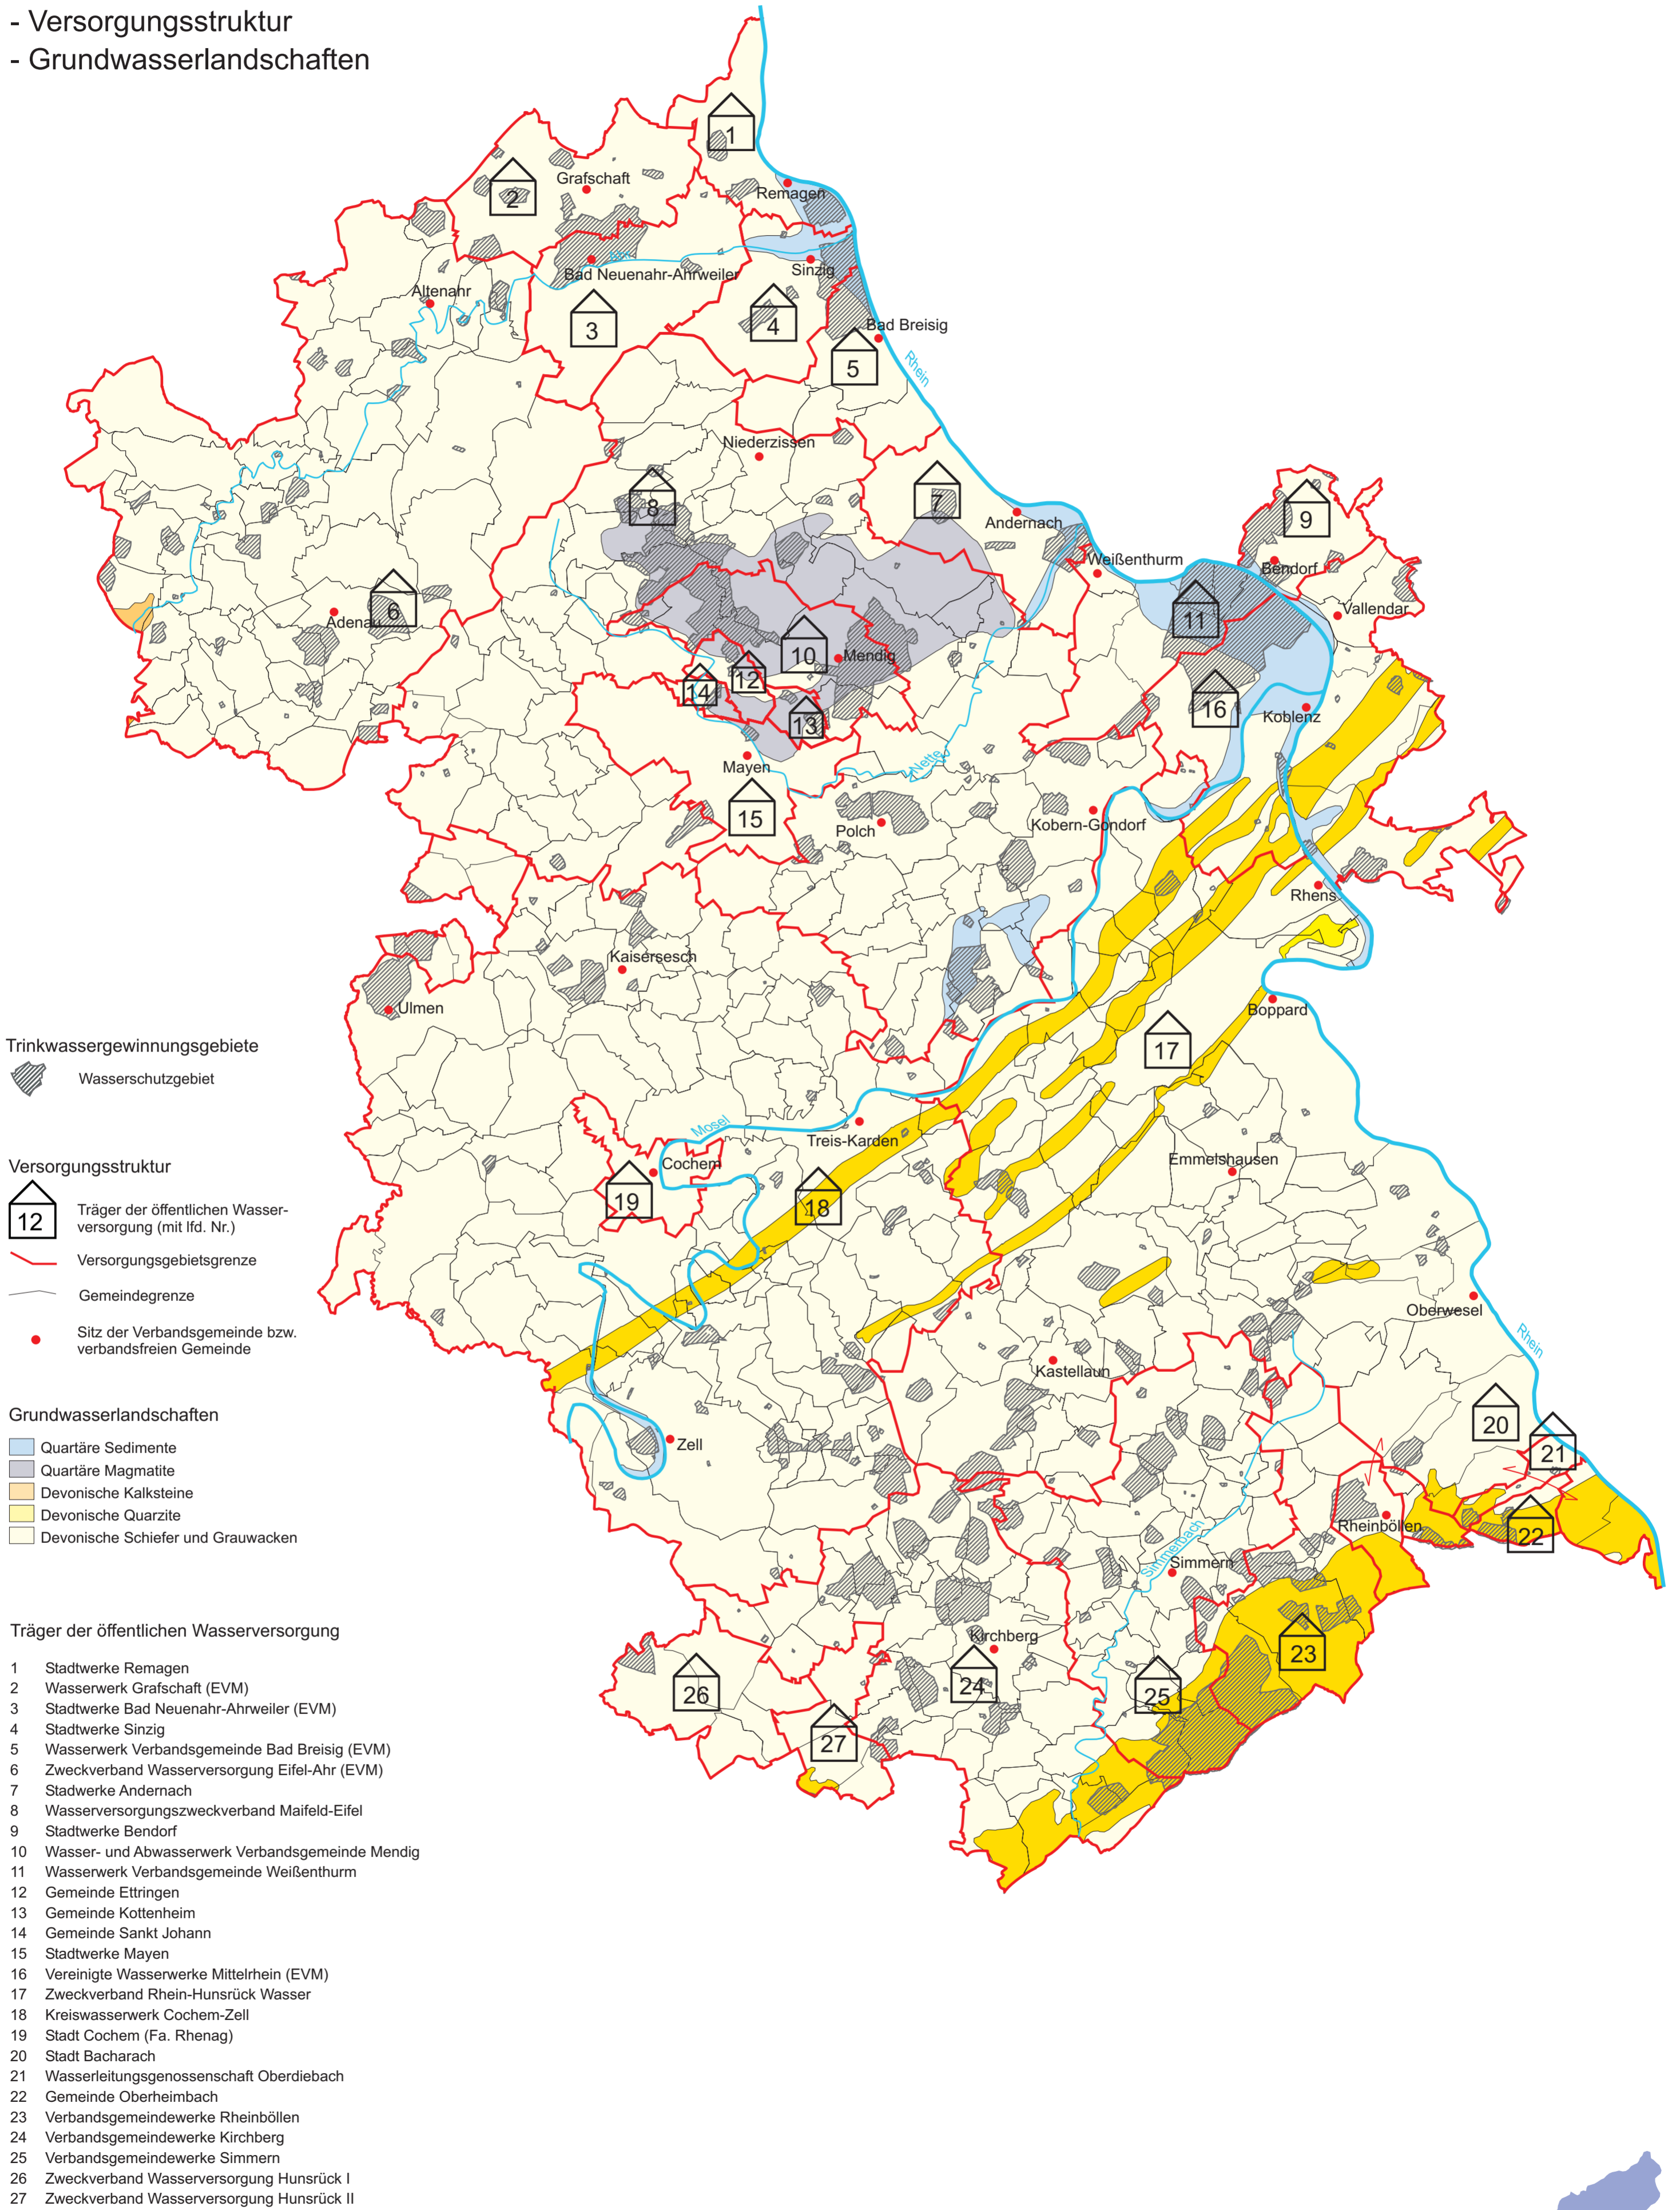 - Versorgungsstruktur
- Grundwasserlandschaften
1
Grafschaft
2
Remagen
Ahr
Bad Neuenahr-Ahrweiler
Sinzig
Altenahr
3
4
Bad Breisig
5
Rhein
Niederzissen
8
7
Andernach
9
Weißenthurm
Bendorf
Adenau
6
11
Vallendar
10
Mendig
14
12
13
16
Koblenz
Mayen
Nette
15
Polch
Kobern-Gondorf
Rhens
Kaisersesch
Ulmen
Boppard
17
Mosel
Treis-Karden
Cochem
Emmelshausen
19
18
Oberwesel
Rhein
Kastellaun
20
21
Zell
Rheinböllen
22
Simmerbach
Simmern
Kirchberg
23
26
24
25
27
Trinkwassergewinnungsgebiete
Wasserschutzgebiet
Versorgungsstruktur
12
Träger der öffentlichen Wasser-
versorgung (mit lfd. Nr.)
Versorgungsgebietsgrenze
Gemeindegrenze
Sitz der Verbandsgemeinde bzw.
verbandsfreien Gemeinde
Grundwasserlandschaften
Quartäre Sedimente
Quartäre Magmatite
Devonische Kalksteine
Devonische Quarzite
Devonische Schiefer und Grauwacken
Träger der öffentlichen Wasserversorgung
1 Stadtwerke Remagen
2 Wasserwerk Grafschaft (EVM)
3 Stadtwerke Bad Neuenahr-Ahrweiler (EVM)
4 Stadtwerke Sinzig
5 Wasserwerk Verbandsgemeinde Bad Breisig (EVM)
6 Zweckverband Wasserversorgung Eifel-Ahr (EVM)
7 Stadwerke Andernach
8 Wasserversorgungszweckverband Maifeld-Eifel
9 Stadtwerke Bendorf
10 Wasser- und Abwasserwerk Verbandsgemeinde Mendig
11 Wasserwerk Verbandsgemeinde Weißenthurm
12 Gemeinde Ettringen
13 Gemeinde Kottenheim
14 Gemeinde Sankt Johann
15 Stadtwerke Mayen
16 Vereinigte Wasserwerke Mittelrhein (EVM)
17 Zweckverband Rhein-Hunsrück Wasser
18 Kreiswasserwerk Cochem-Zell
19 Stadt Cochem (Fa. Rhenag)
20 Stadt Bacharach
21 Wasserleitungsgenossenschaft Oberdiebach
22 Gemeinde Oberheimbach
23 Verbandsgemeindewerke Rheinböllen
24 Verbandsgemeindewerke Kirchberg
25 Verbandsgemeindewerke Simmern
26 Zweckverband Wasserversorgung Hunsrück I
27 Zweckverband Wasserversorgung Hunsrück II